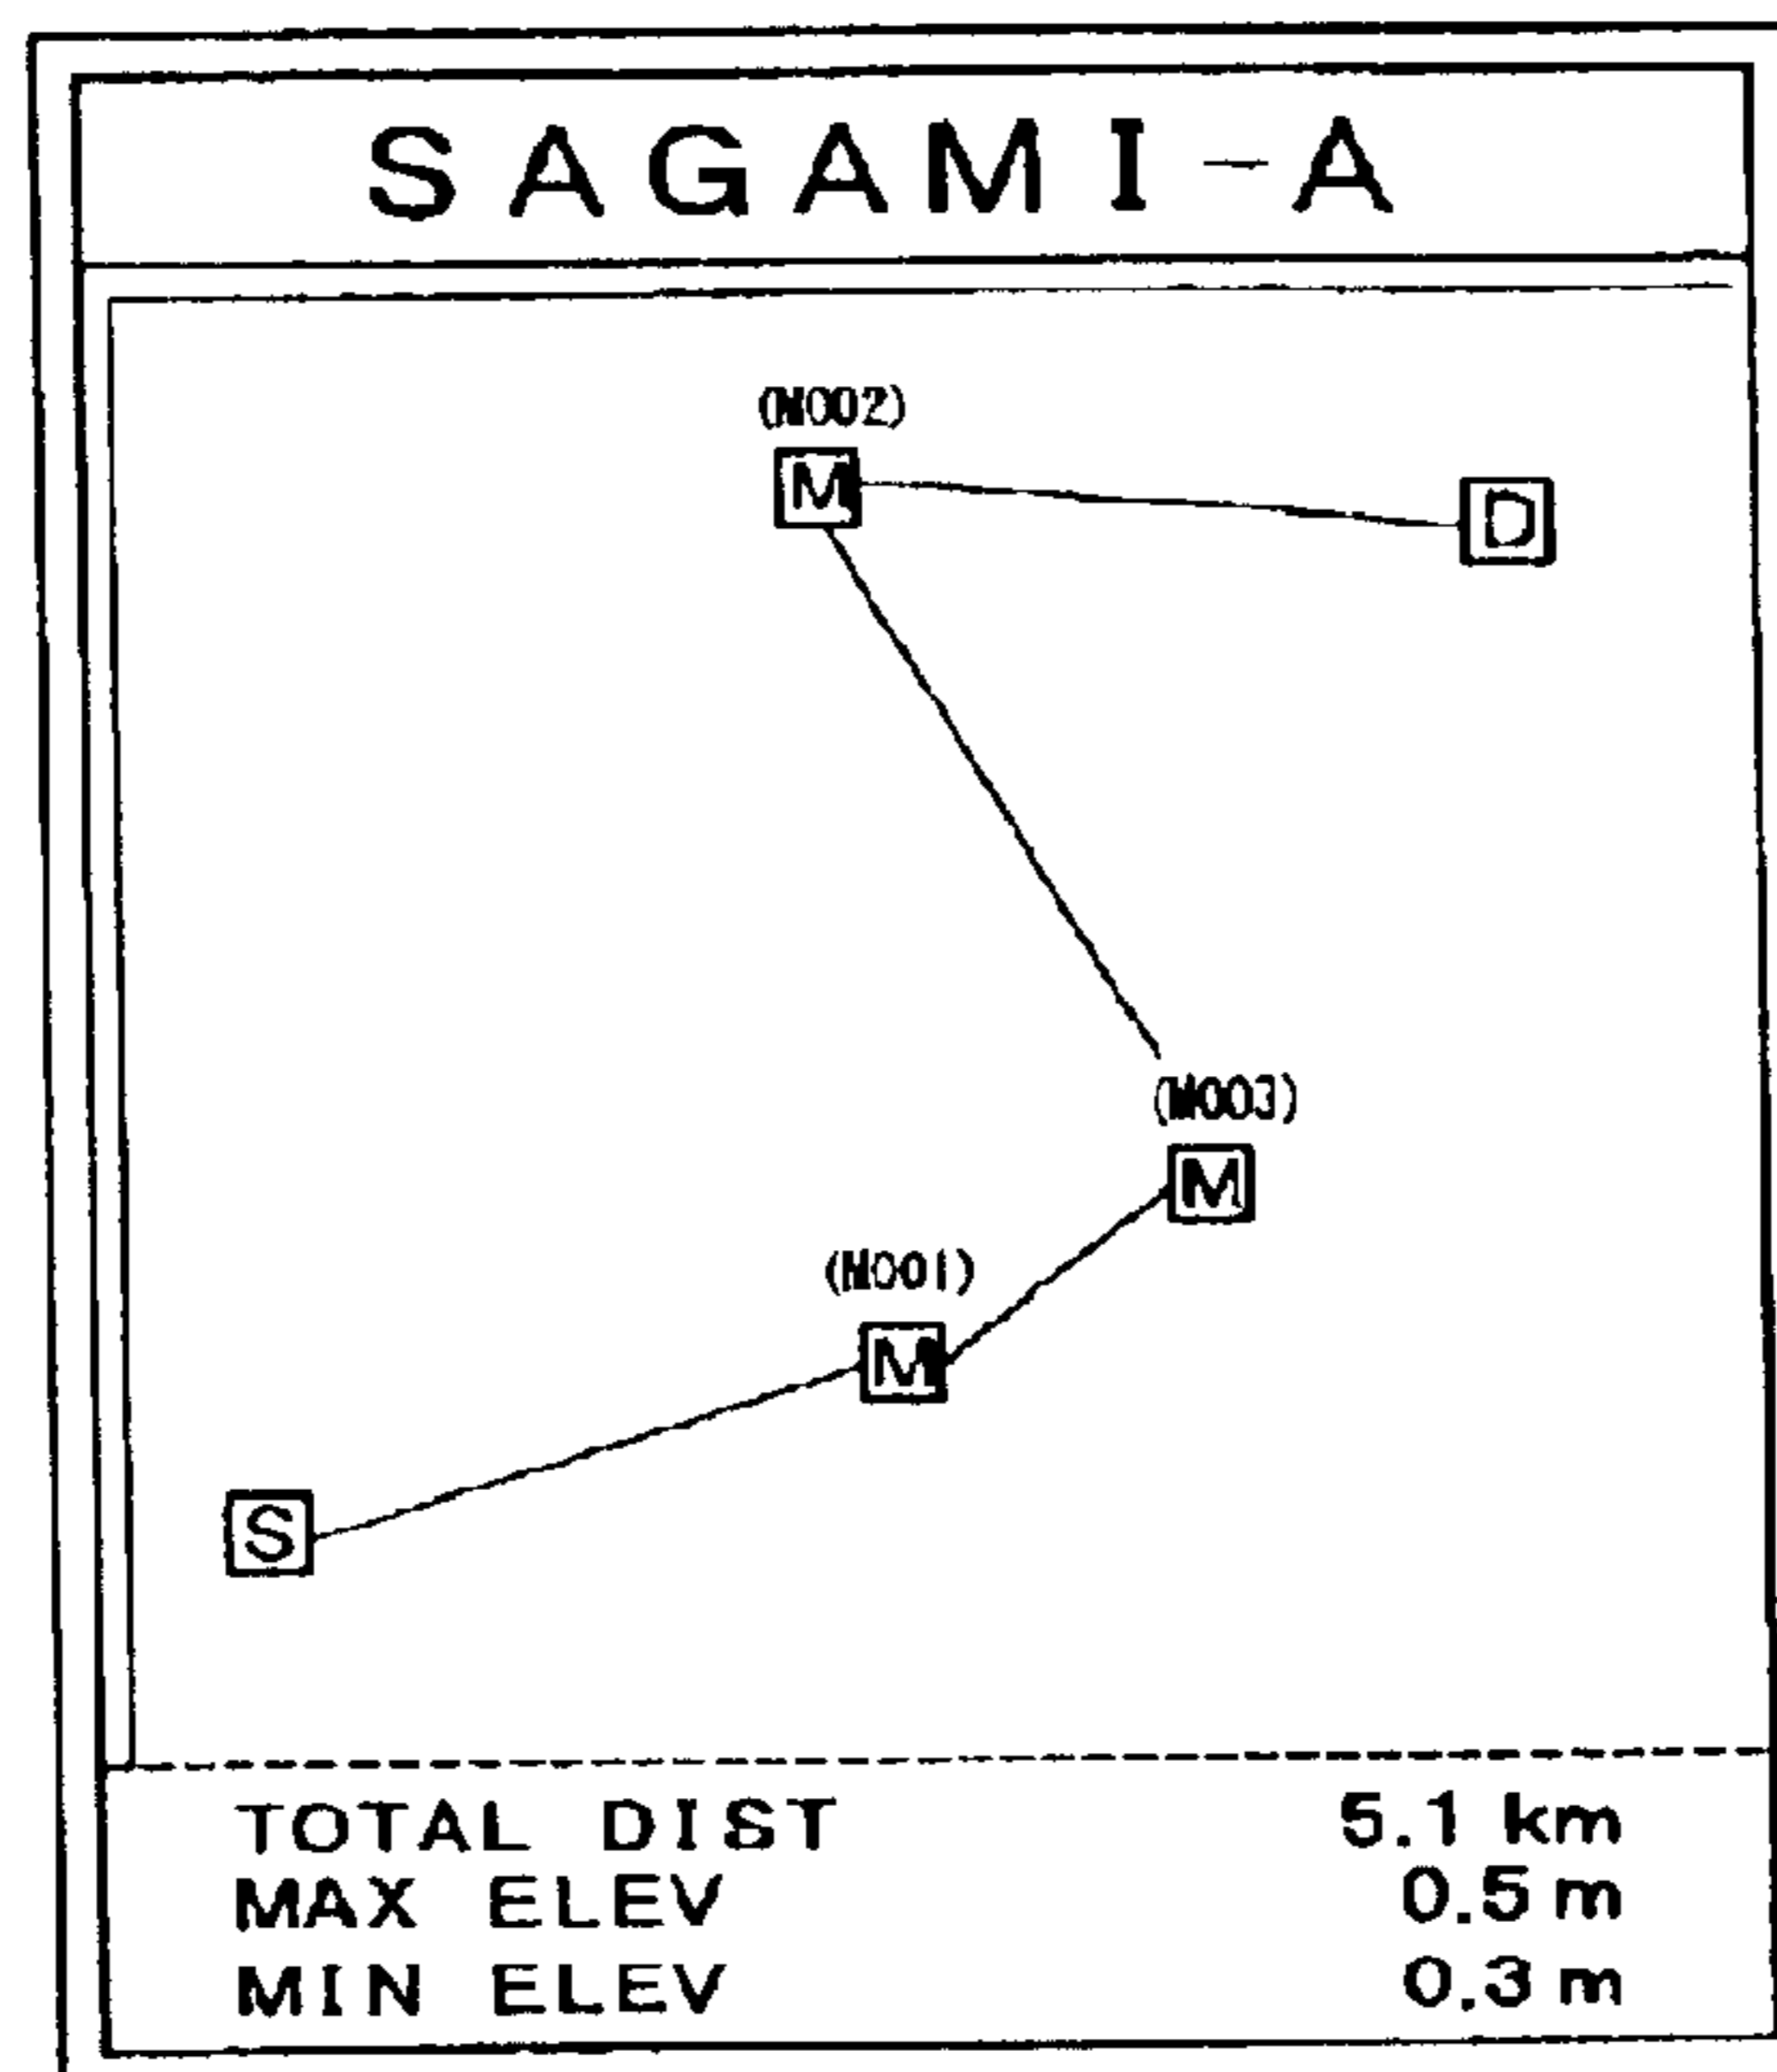 SAGAMI-A
(M002)
M
D
(M003)
M
(M001)
M
S
TOTAL DIST 5.1 km
MAX ELEV 0.5 m
MIN ELEV 0.3 m